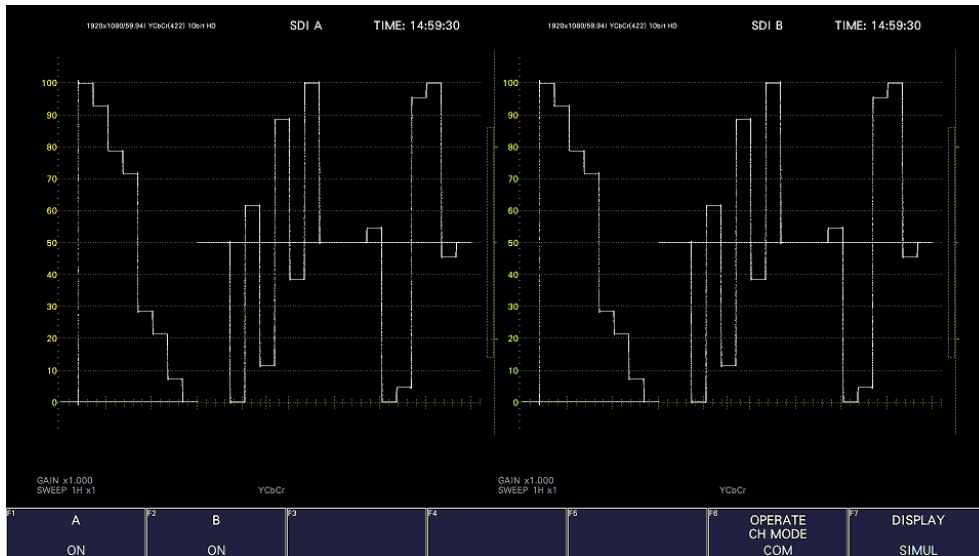 1920x1080/59.94I YCbCr(422) 10bit HD SDI A TIME: 14:59:30
1920x1080/59.94I YCbCr(422) 10bit HD SDI B TIME: 14:59:30
100 100
90 90
80 80
70 70
60 60
50 50
40 40
30 30
20 20
10 10
0 0
GAIN x1.000 GAIN x1.000
SWEEP 1H x1 YCbCr SWEEP 1H x1 YCbCr
F1 F2 F3 F4 F5 F6 F7
A B OPERATE DISPLAY
CH MODE
ON ON COM SIMUL